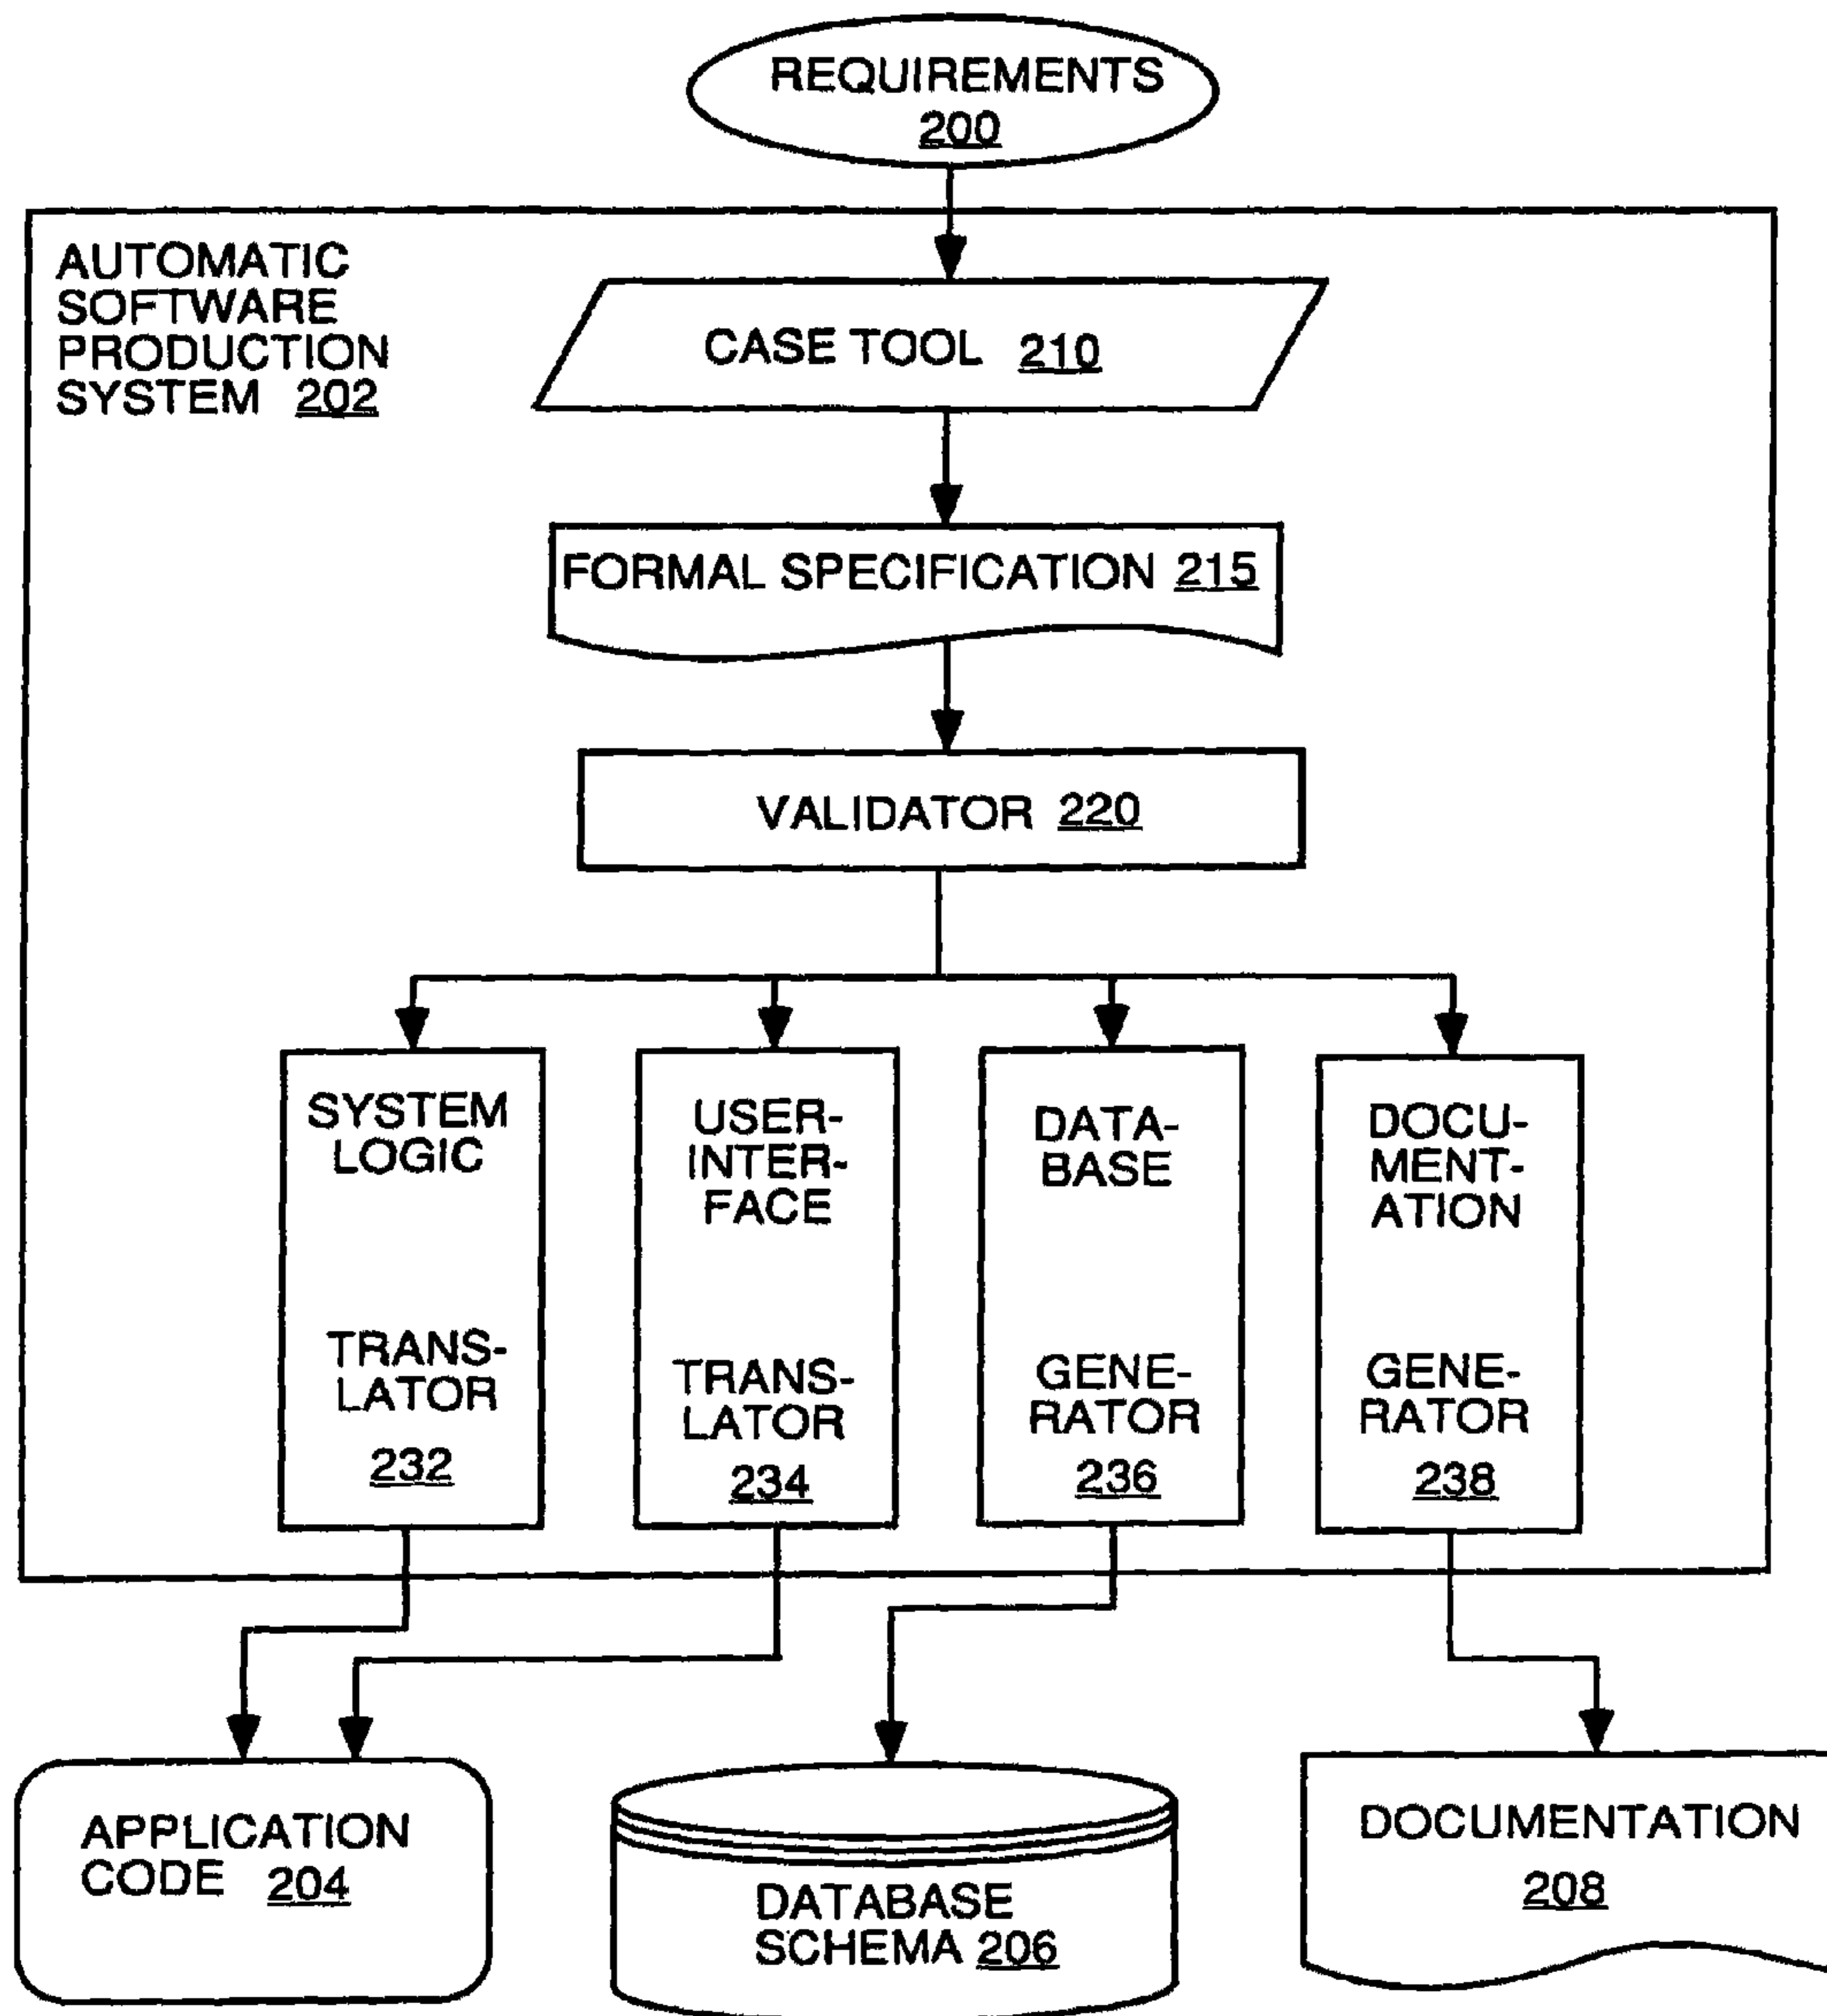 REQUIREMENTS
200
AUTOMATIC
SOFTWARE
PRODUCTION
SYSTEM 202
CASE TOOL 210
FORMAL SPECIFICATION 215
VALIDATOR 220
SYSTEM
LOGIC
TRANS-
LATOR
232
USER-
INTER-
FACE
TRANS-
LATOR
234
DATA-
BASE
GENE-
RATOR
236
DOCU-
MENT-
ATION
GENE-
RATOR
238
APPLICATION
CODE 204
DATABASE
SCHEMA 206
DOCUMENTATION
208